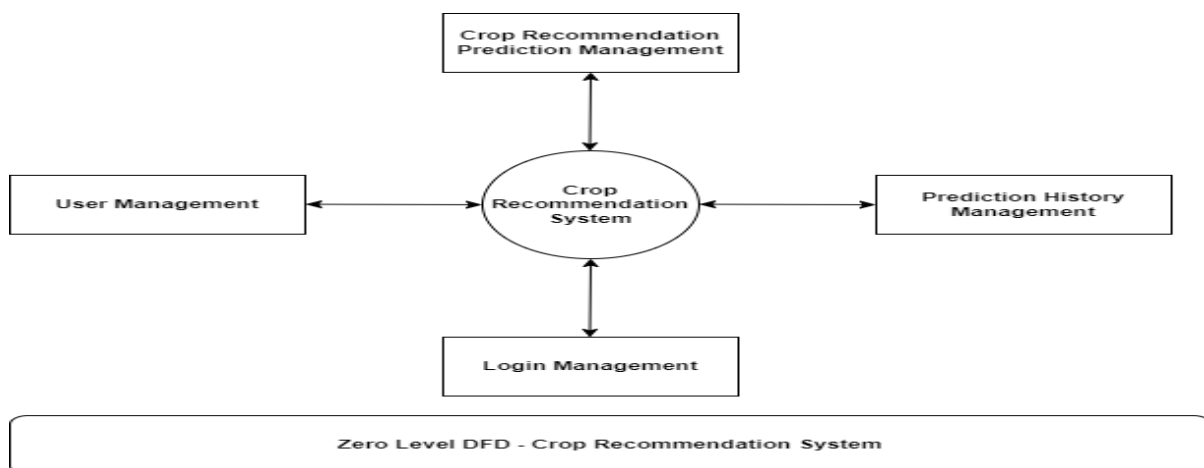 Crop Recommendation
Prediction Management
User Management
Crop
Recommendation
System
Prediction History
Management
Login Management
Zero Level DFD - Crop Recommendation System